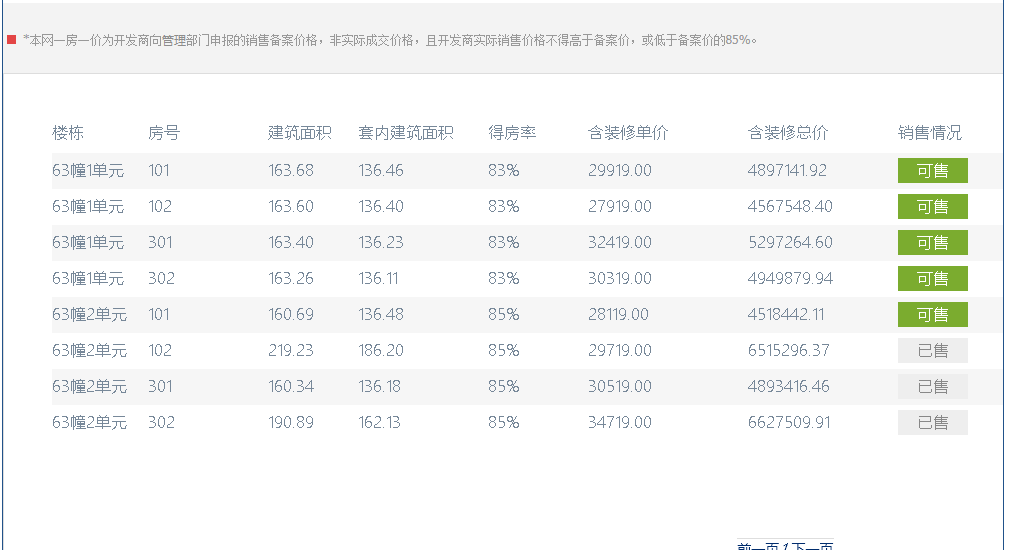 *本网一房一价为开发商向管理部门申报的销售备案价格，非实际成交价格，且开发商实际销售价格不得高于备案价，或低于备案价的85%。
楼栋 房号 建筑面积 套内建筑面积 得房率 含装修单价 含装修总价 销售情况
63幢1单元 101 163.68 136.46 83% 29919.00 4897141.92 可售
63幢1单元 102 163.60 136.40 83% 27919.00 4567548.40 可售
63幢1单元 301 163.40 136.23 83% 32419.00 5297264.60 可售
63幢1单元 302 163.26 136.11 83% 30319.00 4949879.94 可售
63幢2单元 101 160.69 136.48 85% 28119.00 4518442.11 可售
63幢2单元 102 219.23 186.20 85% 29719.00 6515296.37 已售
63幢2单元 301 160.34 136.18 85% 30519.00 4893416.46 已售
63幢2单元 302 190.89 162.13 85% 34719.00 6627509.91 已售
前一页 1 下一页